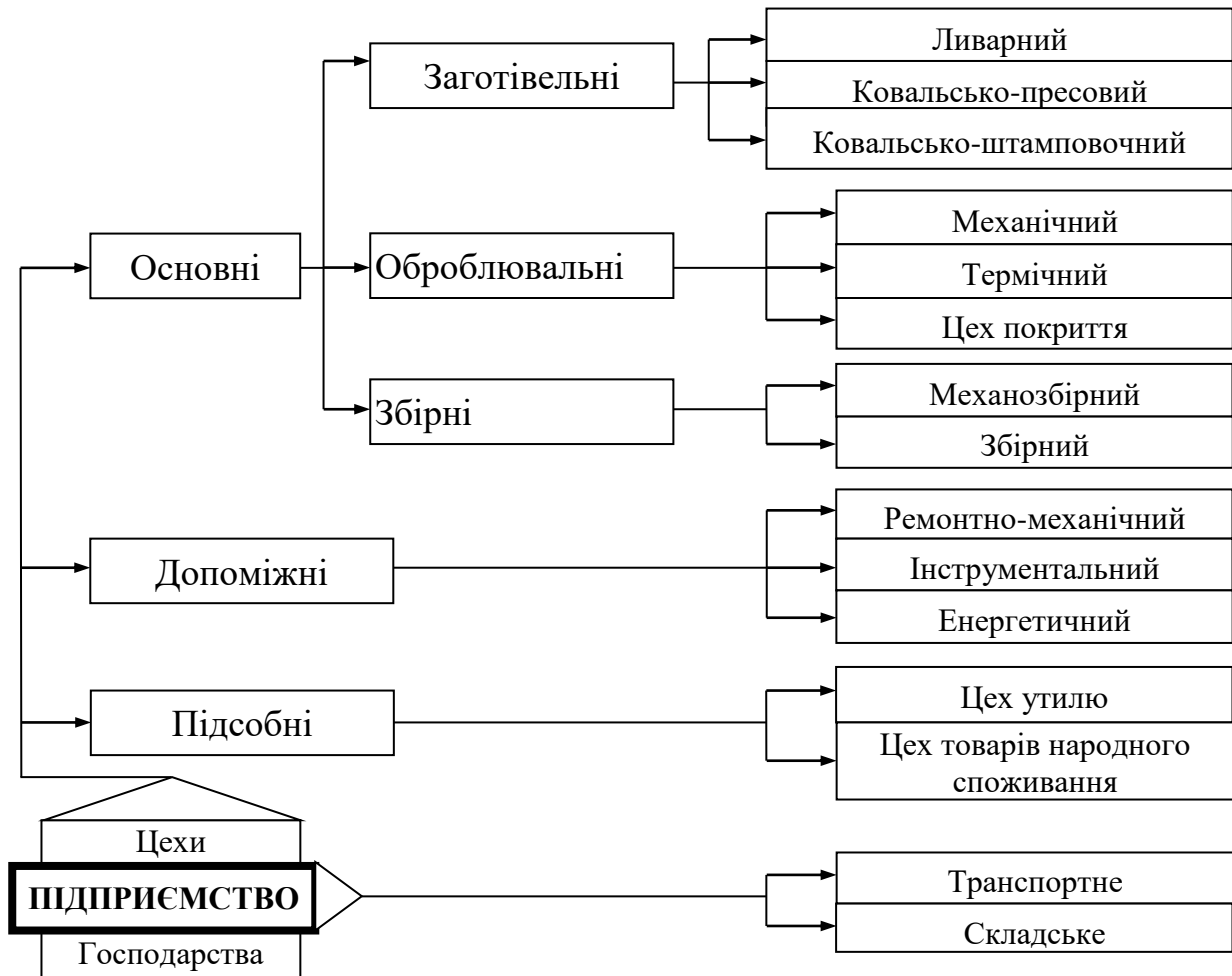 Ливарний
Заготівельні
Ковальсько-пресовий
Ковальсько-штамповочний
Механічний
Основні
Оброблювальні
Термічний
Цех покриття
Механозбірний
Збірні
Збірний
Ремонтно-механічний
Допоміжні
Інструментальний
Енергетичний
Цех утилю
Підсобні
Цех товарів народного
споживання
Цехи
Транспортне
ПІДПРИЄМСТВО
Складське
Господарства